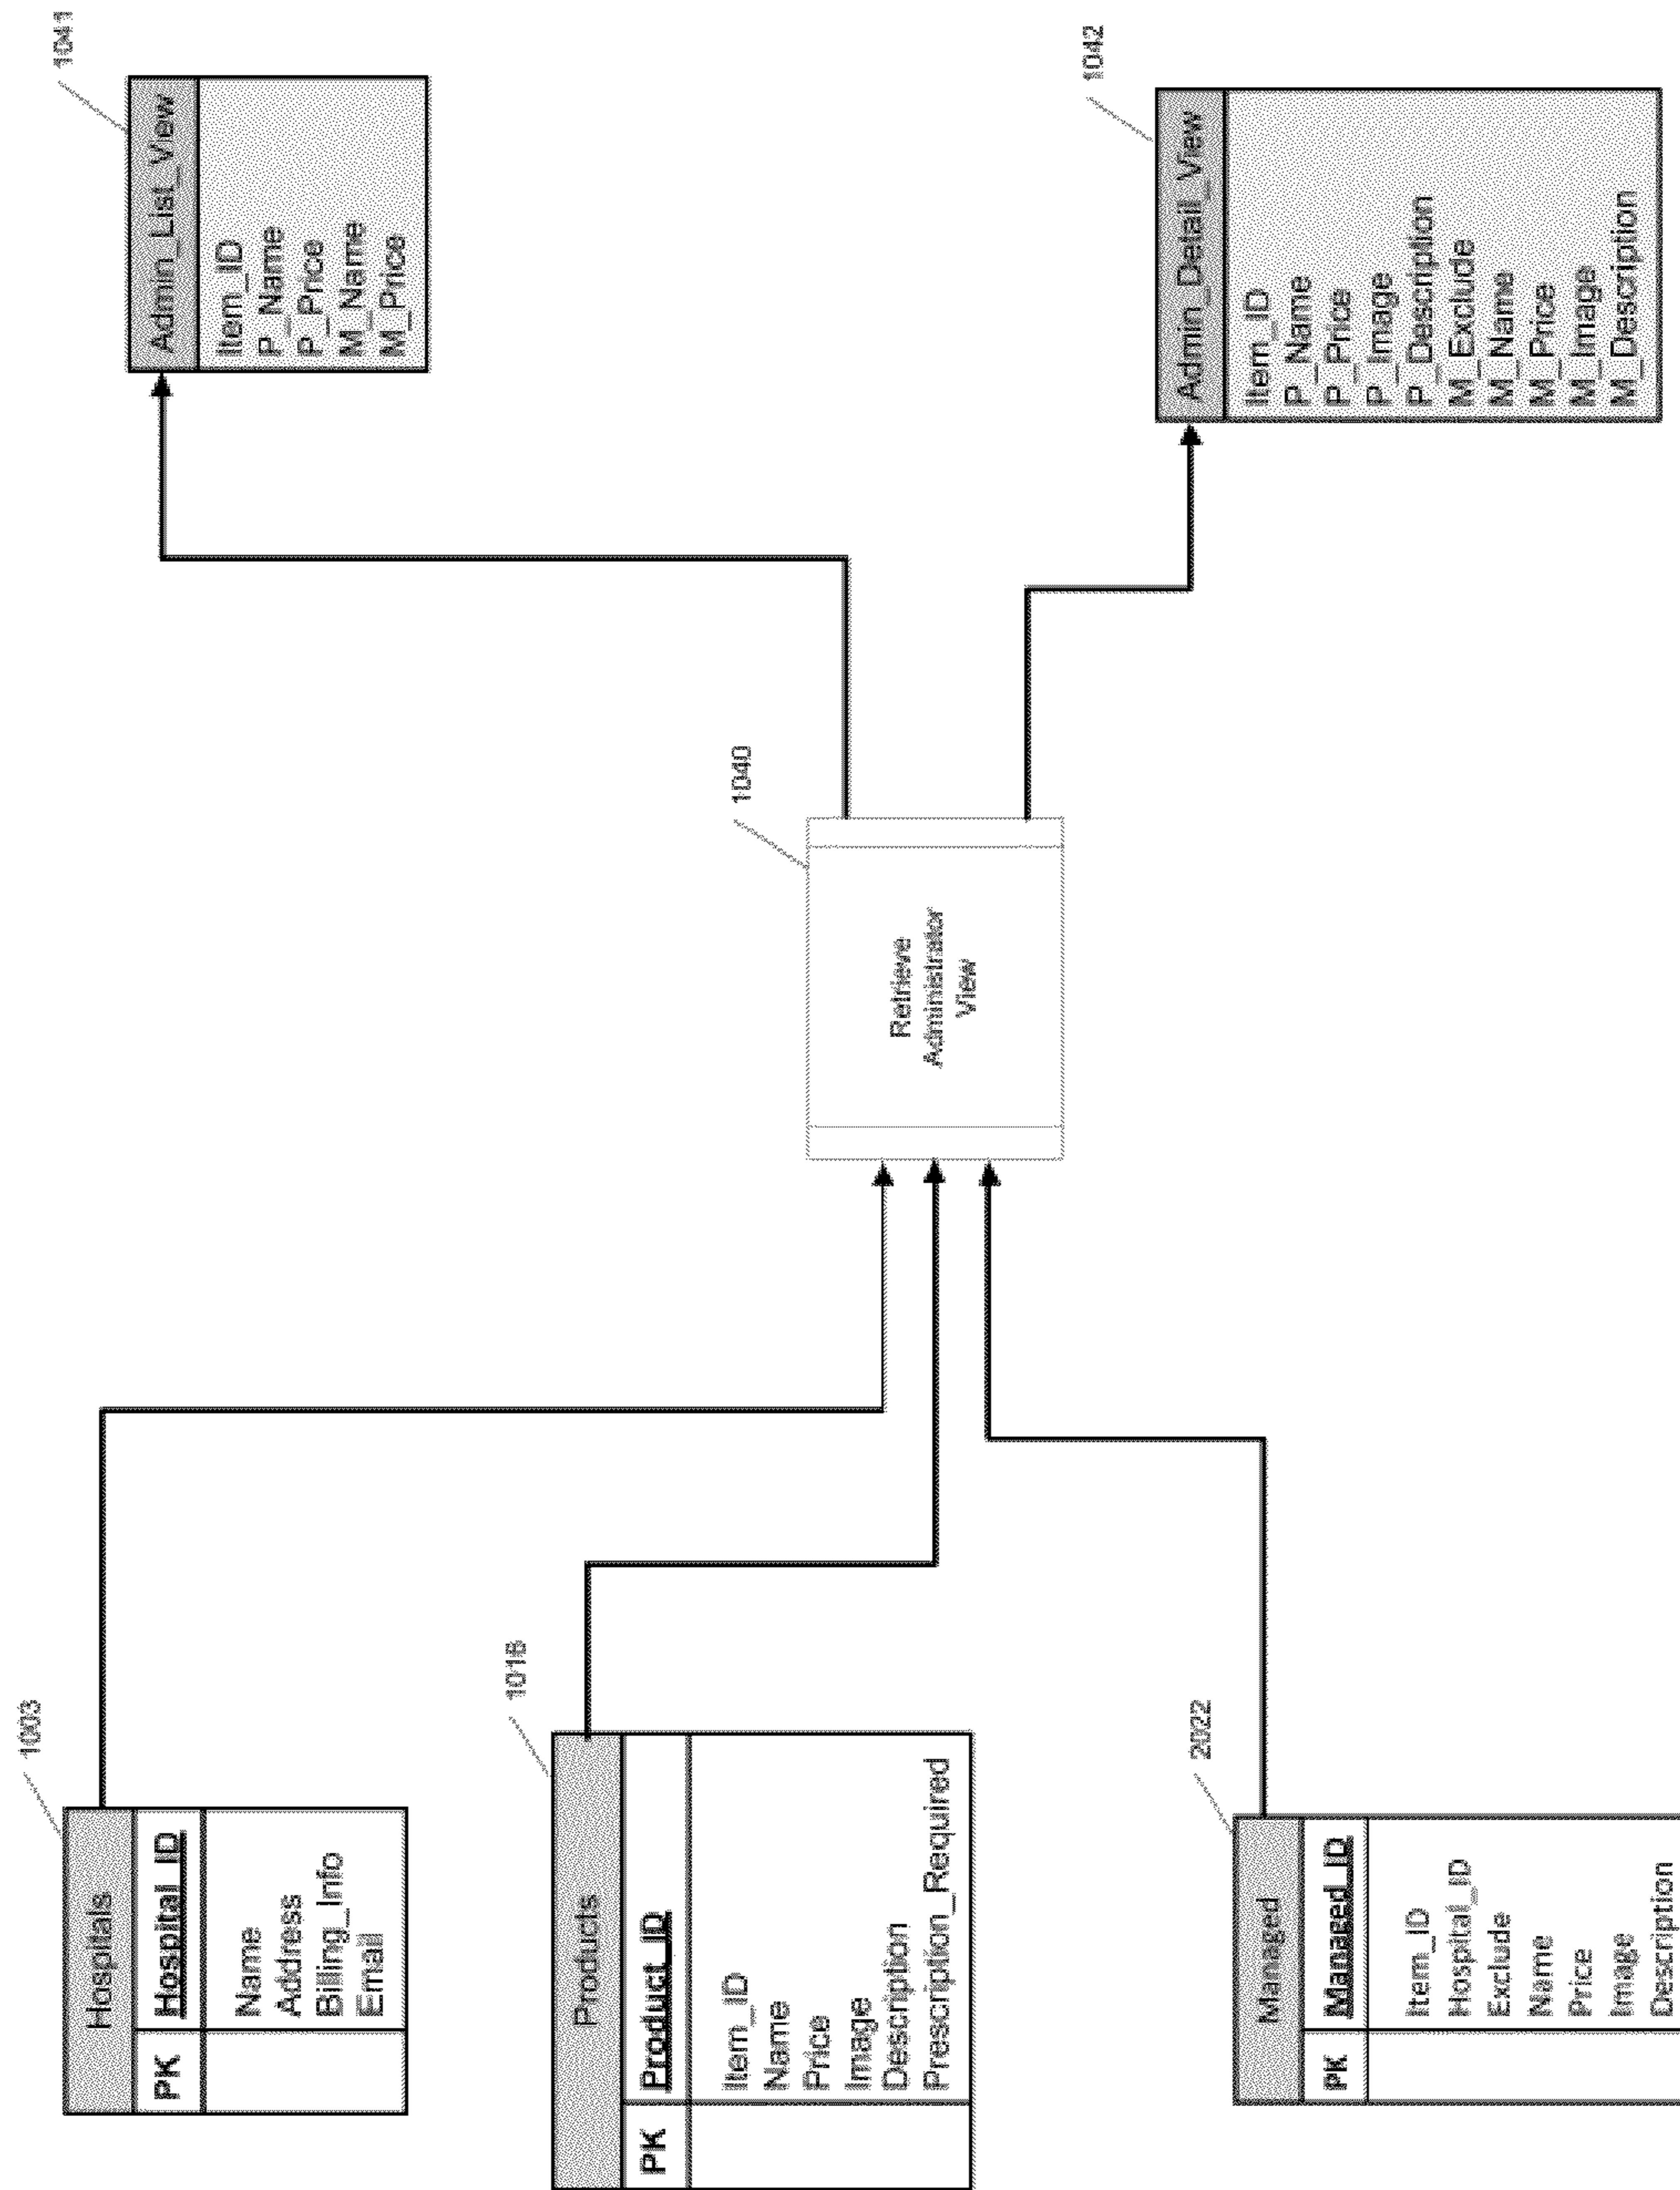 1003
Hospitals
PK Hospital_ID
Name
Address
Billing_Info
Email
1016
Products
PK Product_ID
Item_ID
Name
Price
Image
Description
Prescription_Required
2022
Managed
PK Managed_ID
Item_ID
Hospital_ID
Exclude
Name
Price
Image
Description
1040
Retrieve
Administrator
View
1041
Admin_List_View
Item_ID
P_Name
P_Price
M_Name
M_Price
1042
Admin_Detail_View
Item_ID
P_Name
P_Price
P_Image
P_Description
M_Exclude
M_Name
M_Price
M_Image
M_Description